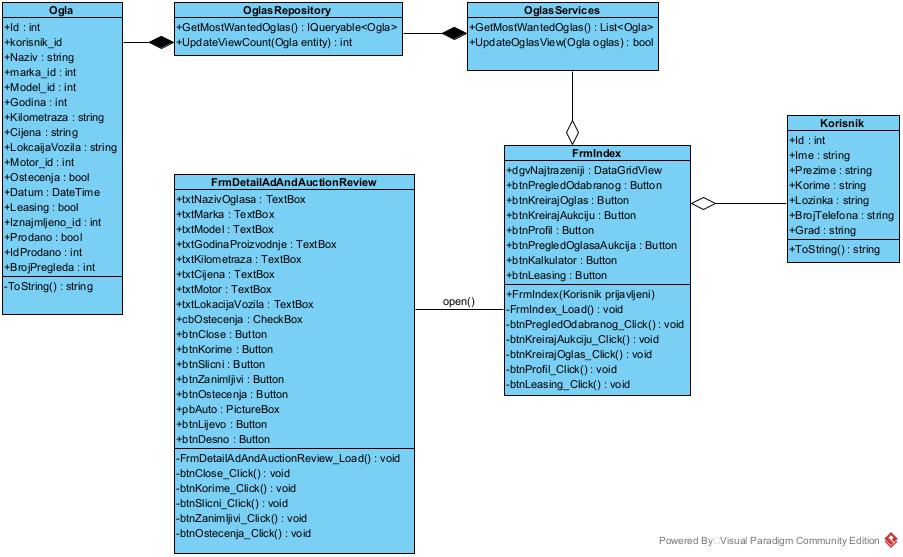 Ogla
+Id : int
+korisnik_id
+Naziv : string
+marka_id : int
+Model_id : int
+Godina : int
+Kilometraza : string
+Cijena : string
+LokcaijaVozila : string
+Motor_id : int
+Ostecenja : bool
+Datum : DateTime
+Leasing : bool
+Iznajmljeno_id : int
+Prodano : bool
+IdProdano : int
+BrojPregleda : int
-ToString() : string
OglasRepository
+GetMostWantedOglas() : IQueryable<Ogla>
+UpdateViewCount(Ogla entity) : int
OglasServices
+GetMostWantedOglas() : List<Ogla>
+UpdateOglasView(Ogla oglas) : bool
FrmIndex
+dgvNajtrazeniji : DataGridView
+btnPregledOdabranog : Button
+btnKreirajOglas : Button
+btnKreirajAukciju : Button
+btnProfil : Button
+btnPregledOglasaAukcija : Button
+btnKalkulator : Button
+btnLeasing : Button
+FrmIndex(Korisnik prijavljeni)
-FrmIndex_Load() : void
-btnPregledOdabranog_Click() : void
-btnKreirajAukciju_Click() : void
-btnKreirajOglas_Click() : void
-btnProfil_Click() : void
-btnLeasing_Click() : void
Korisnik
+Id : int
+Ime : string
+Prezime : string
+Korime : string
+Lozinka : string
+BrojTelefona : string
+Grad : string
+ToString() : string
FrmDetailAdAndAuctionReview
+txtNazivOglasa : TextBox
+txtMarka : TextBox
+txtModel : TextBox
+txtGodinaProizvodnje : TextBox
+txtKilometraza : TextBox
+txtCijena : TextBox
+txtMotor : TextBox
+txtLokacijaVozila : TextBox
+cbOstecenja : CheckBox
+btnClose : Button
+btnKorime : Button
+btnSlicni : Button
+btnZanimljivi : Button
+btnOstecenja : Button
+pbAuto : PictureBox
+btnLijevo : Button
+btnDesno : Button
-FrmDetailAdAndAuctionReview_Load() : void
-btnClose_Click() : void
-btnKorime_Click() : void
-btnSlicni_Click() : void
-btnZanimljivi_Click() : void
-btnOstecenja_Click() : void
open()
Powered By Visual Paradigm Community Edition